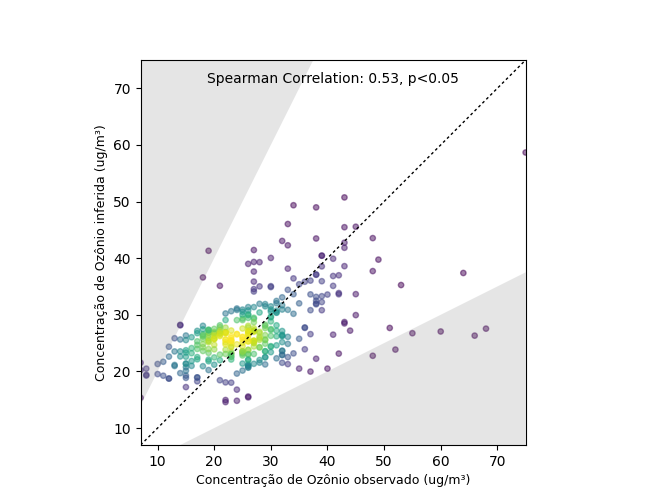 Spearman Correlation: 0.53, p<0.05
Concentração de Ozônio inferida (ug/m³)
70
60
50
40
30
20
10
10 20 30 40 50 60 70
Concentração de Ozônio observado (ug/m³)